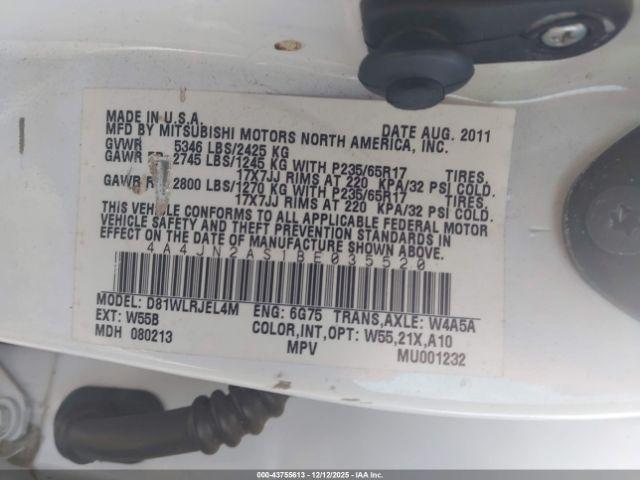 MADE IN U.S.A.
DATE AUG. 2011
MFD BY MITSUBISHI MOTORS NORTH AMERICA, INC.
GVWR 5346 LBS/2425 KG
GAWR FR 2745 LBS/1245 KG WITH P235/65R17 TIRES,
17X7JJ RIMS AT 220 KPA/32 PSI COLD.
GAWR R 2800 LBS/1270 KG WITH P235/65R17 TIRES,
17X7JJ RIMS AT 220 KPA/32 PSI COLD.
THIS VEHICLE CONFORMS TO ALL APPLICABLE FEDERAL MOTOR
VEHICLE SAFETY AND THEFT PREVENTION STANDARDS IN
EFFECT ON THE DATE OF MANUFACTURE SHOWN ABOVE.
4A4JN2AS1BE035520
MODEL: D81WLRJEL4M ENG: 6G75 TRANS,AXLE: W4A5A
EXT: W55B COLOR,INT,OPT: W55,21X,A10
MDH 080213 MPV MU001232
000-43755613 - 12/12/2025 - IAAI.com